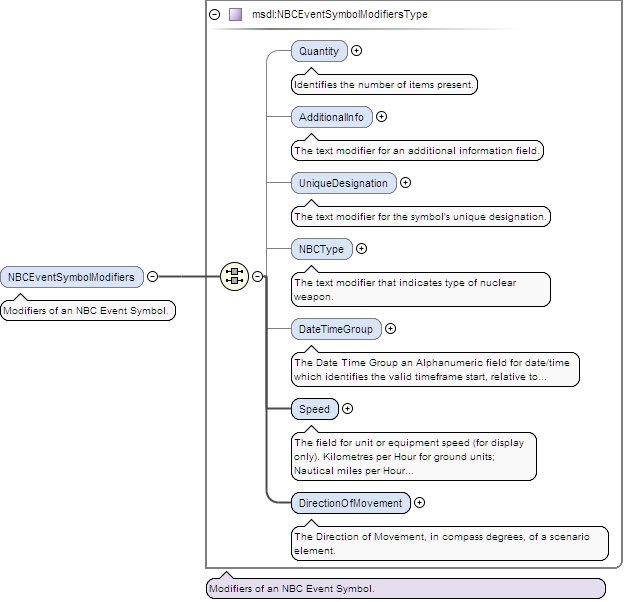 msdl:NBCEventSymbolModifiersType
Quantity
Identifies the number of items present.
AdditionalInfo
The text modifier for an additional information field.
UniqueDesignation
The text modifier for the symbol's unique designation.
NBCType
The text modifier that indicates type of nuclear
weapon.
NBCEventSymbolModifiers
Modifiers of an NBC Event Symbol.
DateTimeGroup
The Date Time Group an Alphanumeric field for date/time
which identifies the valid timeframe start, relative to...
Speed
The field for unit or equipment speed (for display
only). Kilometres per Hour for ground units;
Nautical miles per Hour...
DirectionOfMovement
The Direction of Movement, in compass degrees, of a scenario
element.
Modifiers of an NBC Event Symbol.